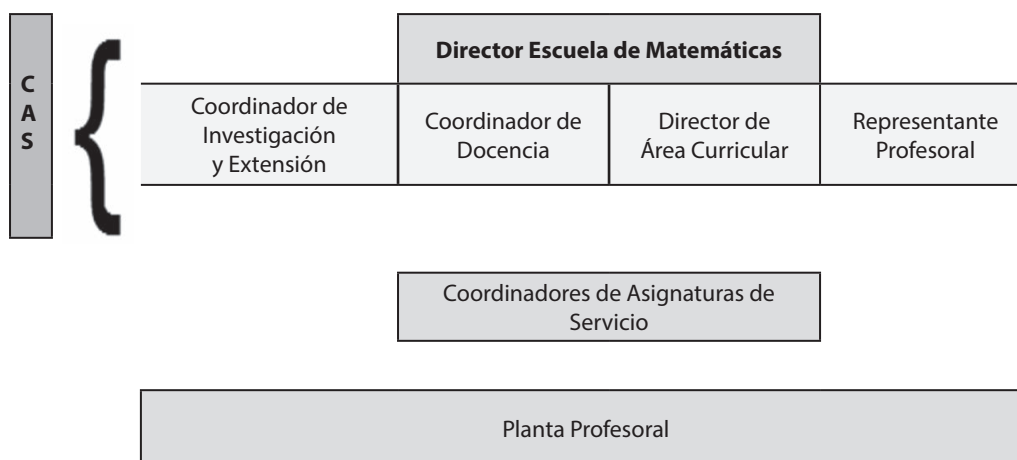 C
A
S
Director Escuela de Matemáticas
Coordinador de
Investigación
y Extensión
Coordinador de
Docencia
Director de
Área Curricular
Representante
Profesoral
Coordinadores de Asignaturas de
Servicio
Planta Profesoral